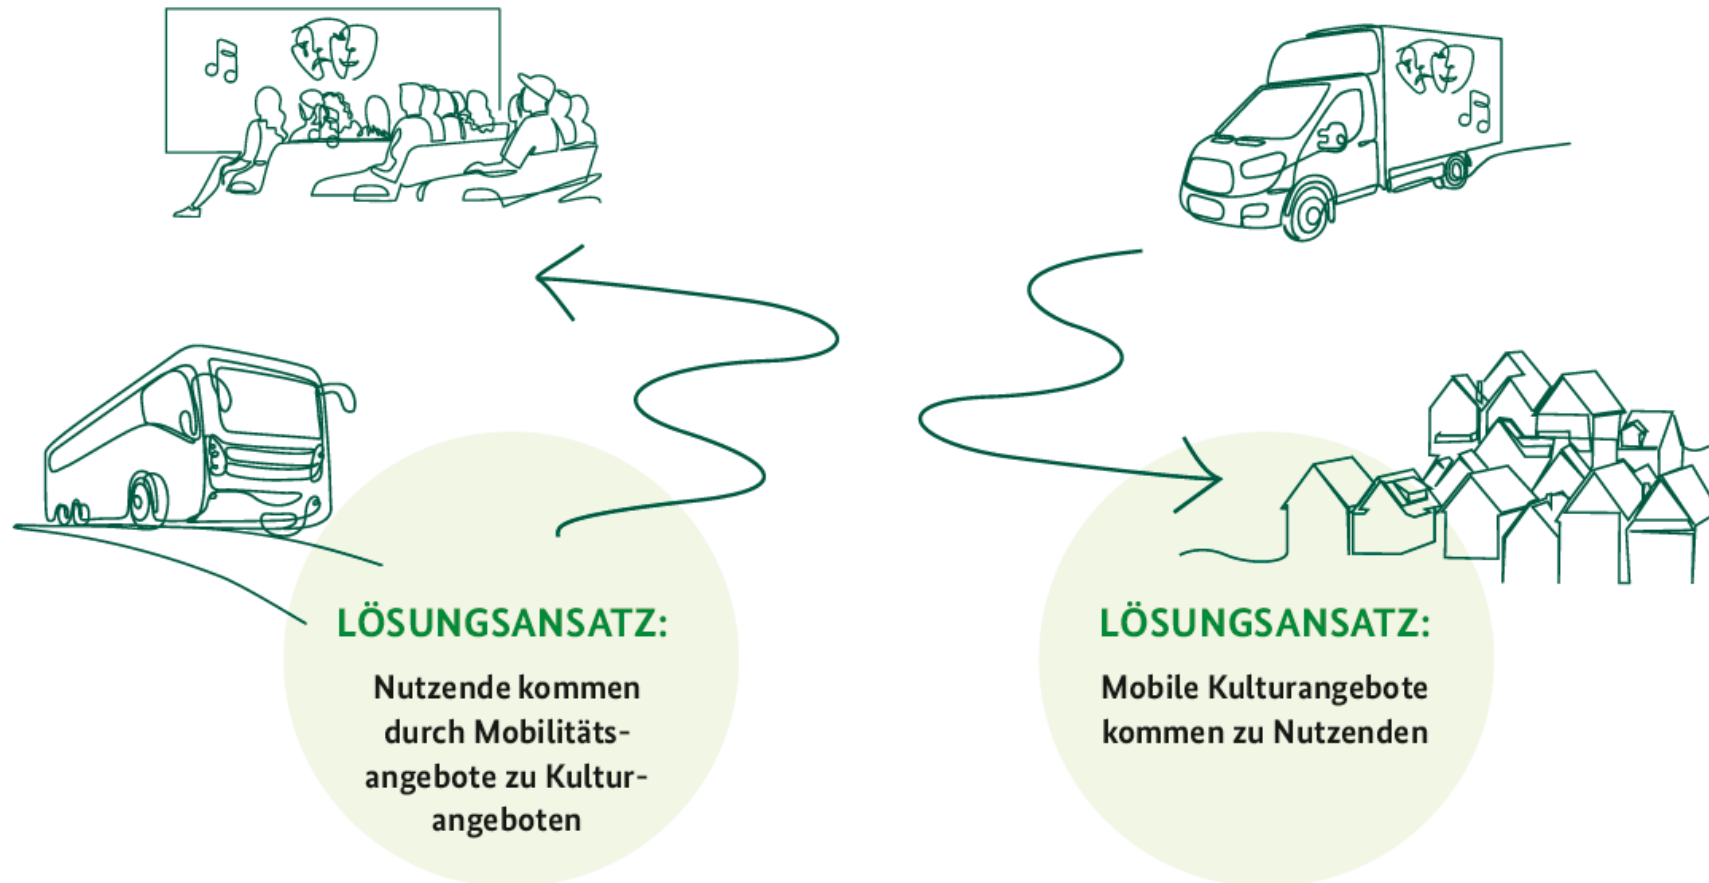 LÖSUNGSANSATZ:
Nutzende kommen
durch Mobilitäts-
angebote zu Kultur-
angeboten
LÖSUNGSANSATZ:
Mobile Kulturangebote
kommen zu Nutzenden